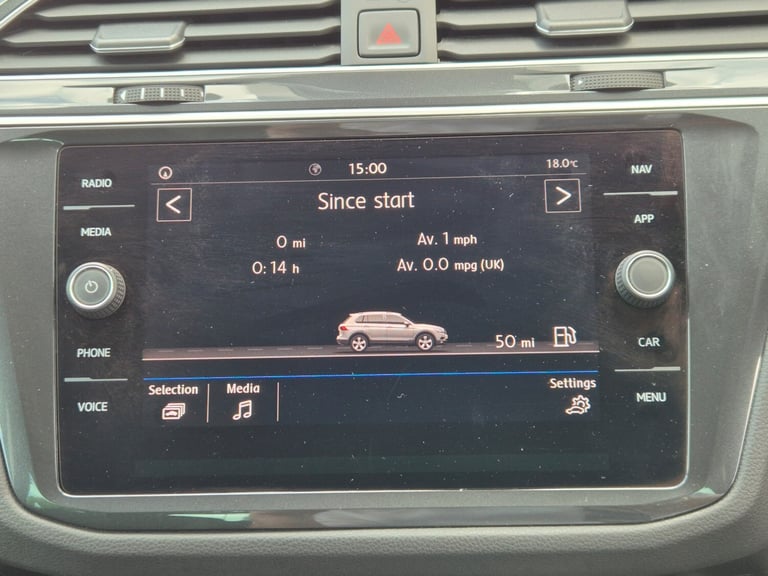 RADIO
MEDIA
PHONE
VOICE
15:00
18.0°C
<
Since start
>
0 mi
Av. 1 mph
0:14 h
Av. 0.0 mpg (UK)
50 mi
Selection
Media
Settings
NAV
APP
CAR
MENU